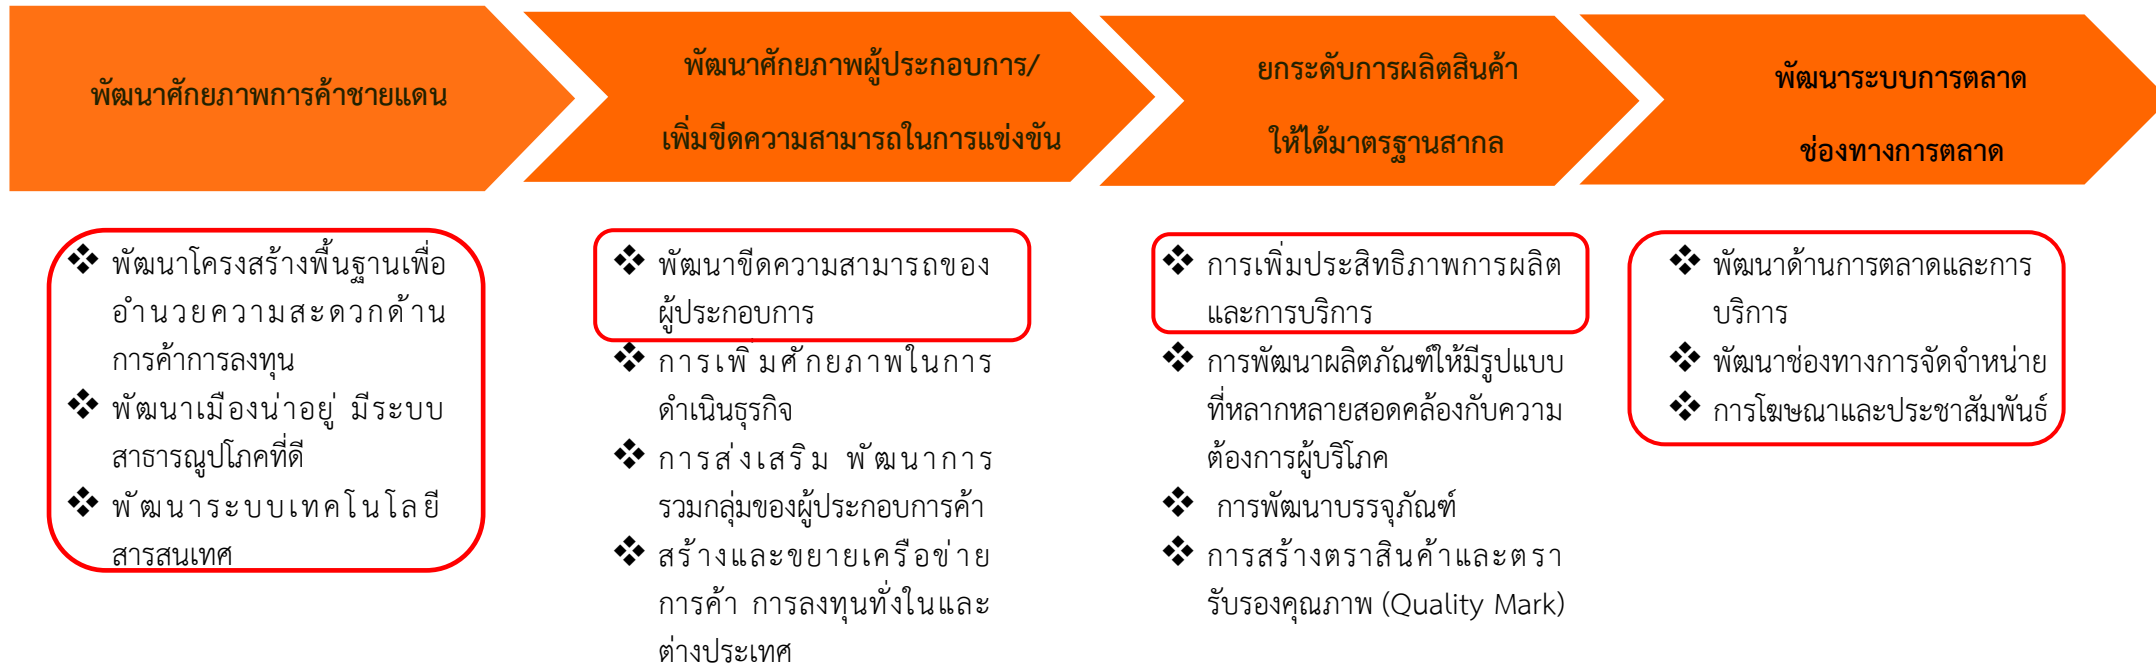 พัฒนาศักยภาพการค้าชายแดน
พัฒนาศักยภาพผู้ประกอบการ/
เพิ่มขีดความสามารถในการแข่งขัน
ยกระดับการผลิตสินค้า
ให้ได้มาตรฐานสากล
พัฒนาระบบการตลาด
ช่องทางการตลาด
❖ พัฒนาโครงสร้างพื้นฐานเพื่อ
อำนวยความสะดวกด้าน
การค้าการลงทุน
❖ พัฒนาเมืองน่าอยู่ มีระบบ
สาธารณูปโภคที่ดี
❖ พัฒนาระบบเทคโนโลยี
สารสนเทศ
❖ พัฒนาขีดความสามารถของ
ผู้ประกอบการ
❖ การเพิ่มศักยภาพในการ
ดำเนินธุรกิจ
❖ การส่งเสริม พัฒนาการ
รวมกลุ่มของผู้ประกอบการค้า
❖ สร้างและขยายเครือข่าย
การค้า การลงทุนทั้งในและ
ต่างประเทศ
❖ การเพิ่มประสิทธิภาพการผลิต
และการบริการ
❖ การพัฒนาผลิตภัณฑ์ให้มีรูปแบบ
ที่หลากหลายสอดคล้องกับความ
ต้องการผู้บริโภค
❖ การพัฒนาบรรจุภัณฑ์
❖ การสร้างตราสินค้าและตรา
รับรองคุณภาพ (Quality Mark)
❖ พัฒนาด้านการตลาดและการ
บริการ
❖ พัฒนาช่องทางการจัดจำหน่าย
❖ การโฆษณาและประชาสัมพันธ์